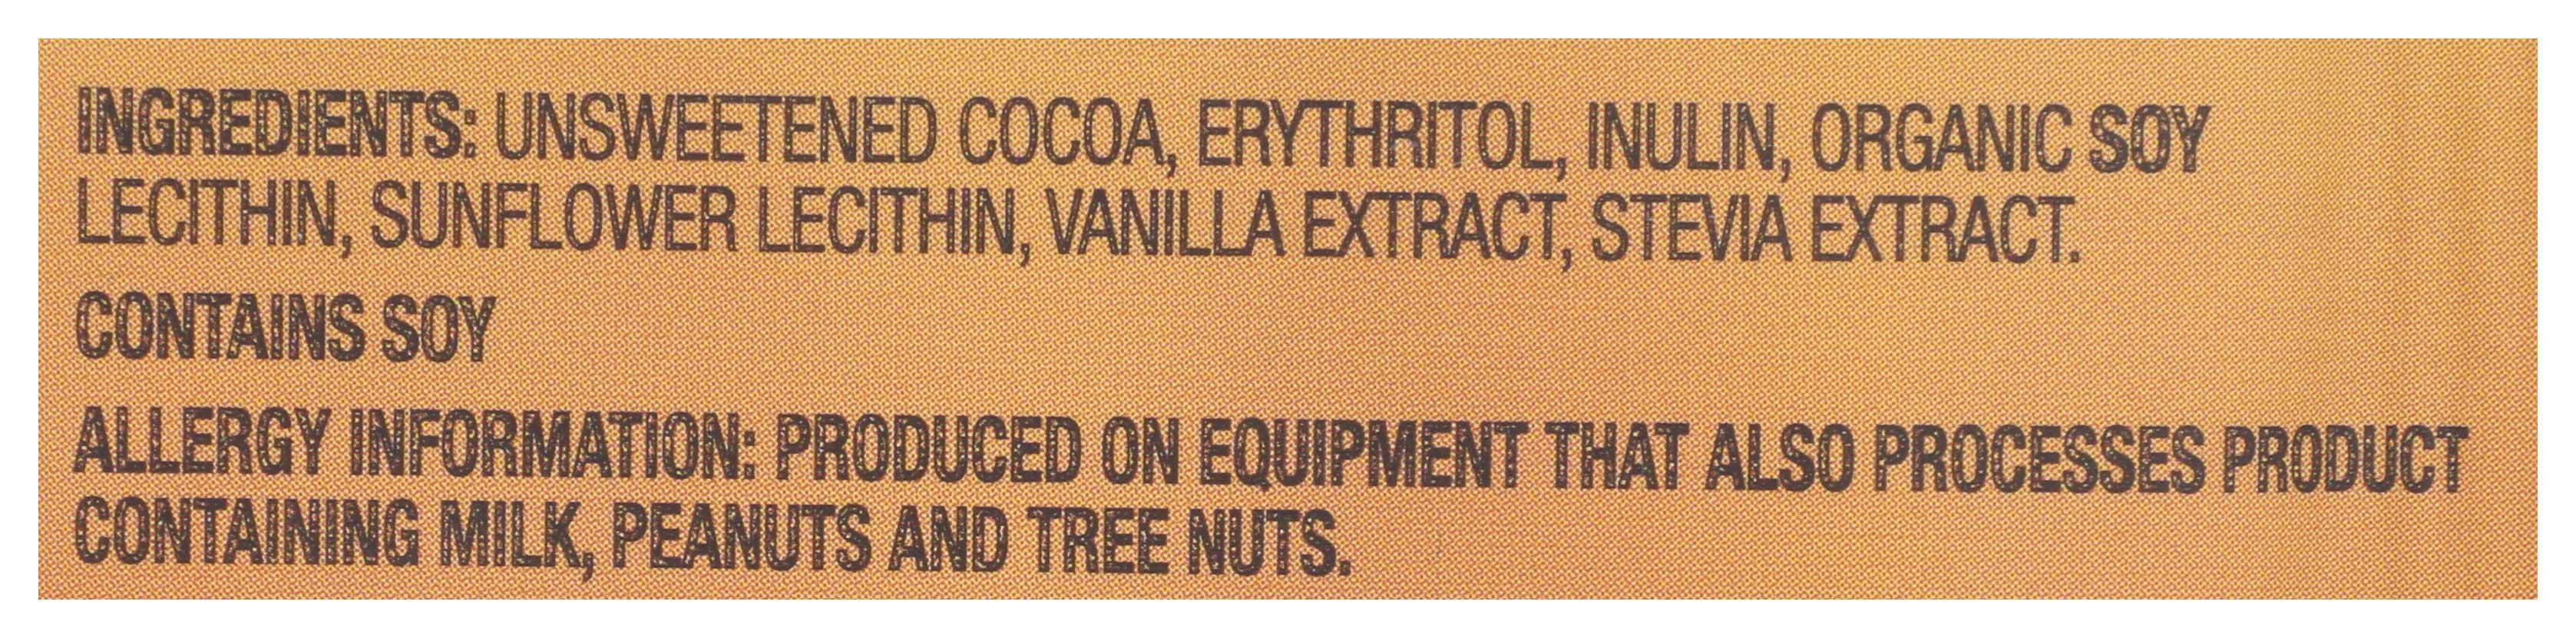 INGREDIENTS: UNSWEETENED COCOA, ERYTHRITOL, INULIN, ORGANIC SOY
LECITHIN, SUNFLOWER LECITHIN, VANILLA EXTRACT, STEVIA EXTRACT.
CONTAINS SOY
ALLERGY INFORMATION: PRODUCED ON EQUIPMENT THAT ALSO PROCESSES PRODUCT
CONTAINING MILK, PEANUTS AND TREE NUTS.